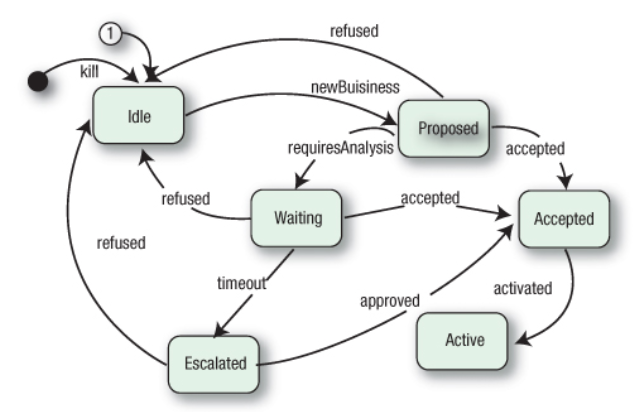 1
refused
kill
newBuisiness
Idle
Proposed
requiresAnalysis
accepted
refused
accepted
Waiting
Accepted
refused
timeout
approved
activated
Escalated
Active